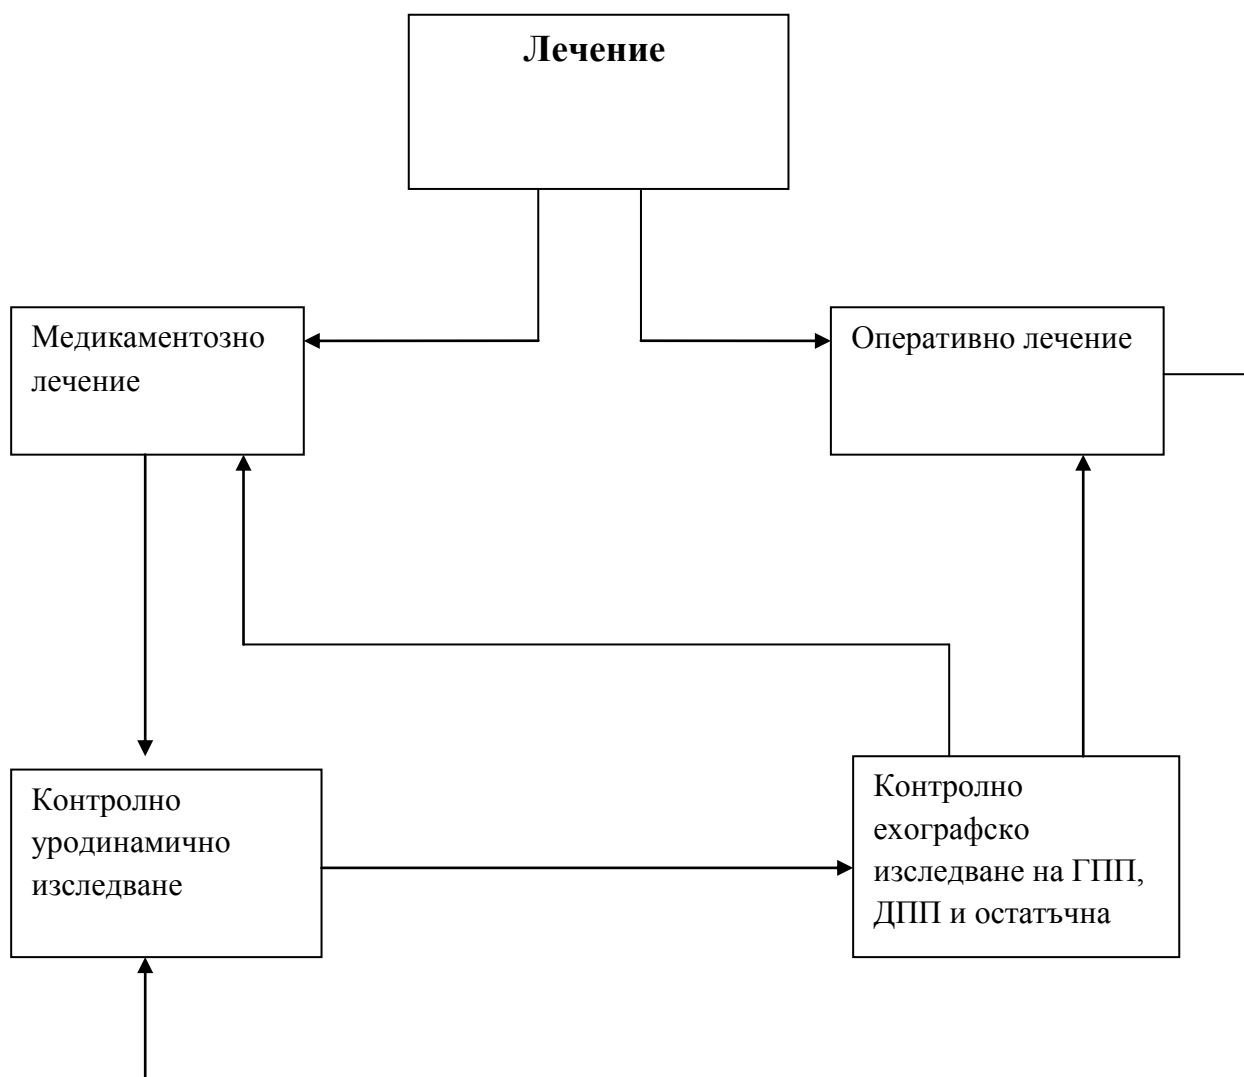 Лечение
Медикаментозно
лечение
Оперативно лечение
Контролно
уродинамично
изследване
Контролно
ехографско
изследване на ГПП,
ДПП и остатъчна